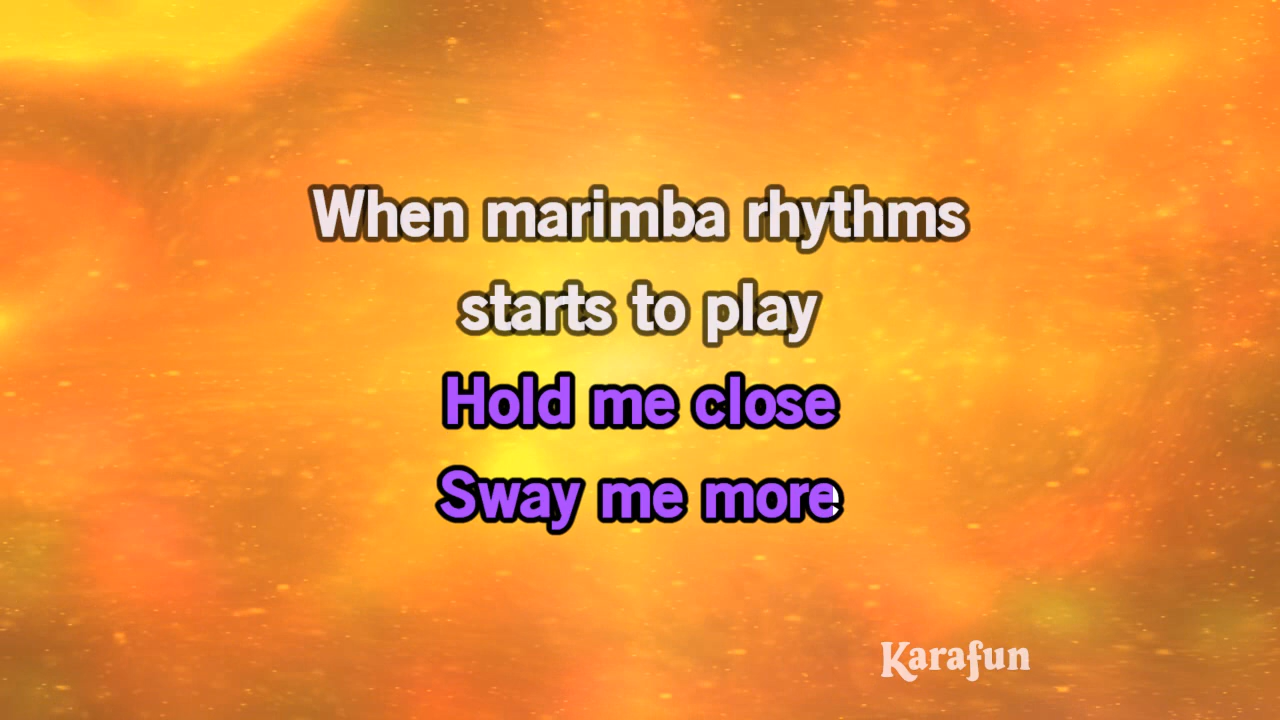 When marimba rhythms
starts to play
Hold me close
Sway me more
Karafun